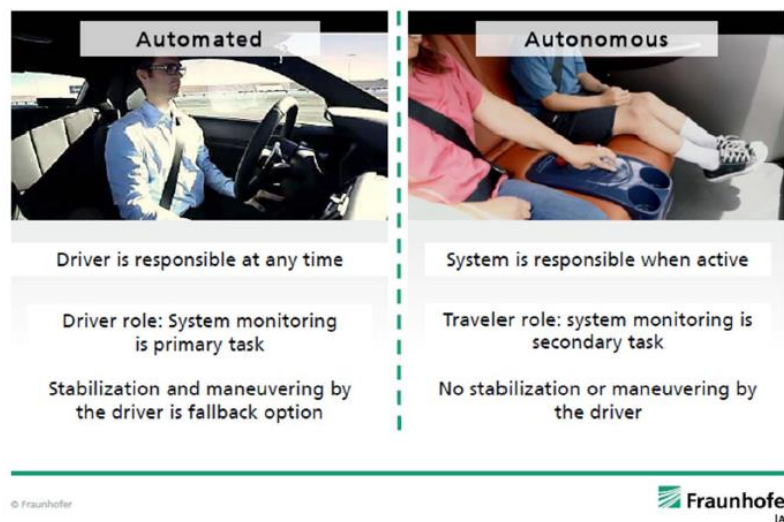 Automated
Driver is responsible at any time
Driver role: System monitoring
is primary task
Stabilization and maneuvering by
the driver is fallback option
Autonomous
System is responsible when active
Traveler role: system monitoring is
secondary task
No stabilization or maneuvering by
the driver
© Fraunhofer
Fraunhofe
IA